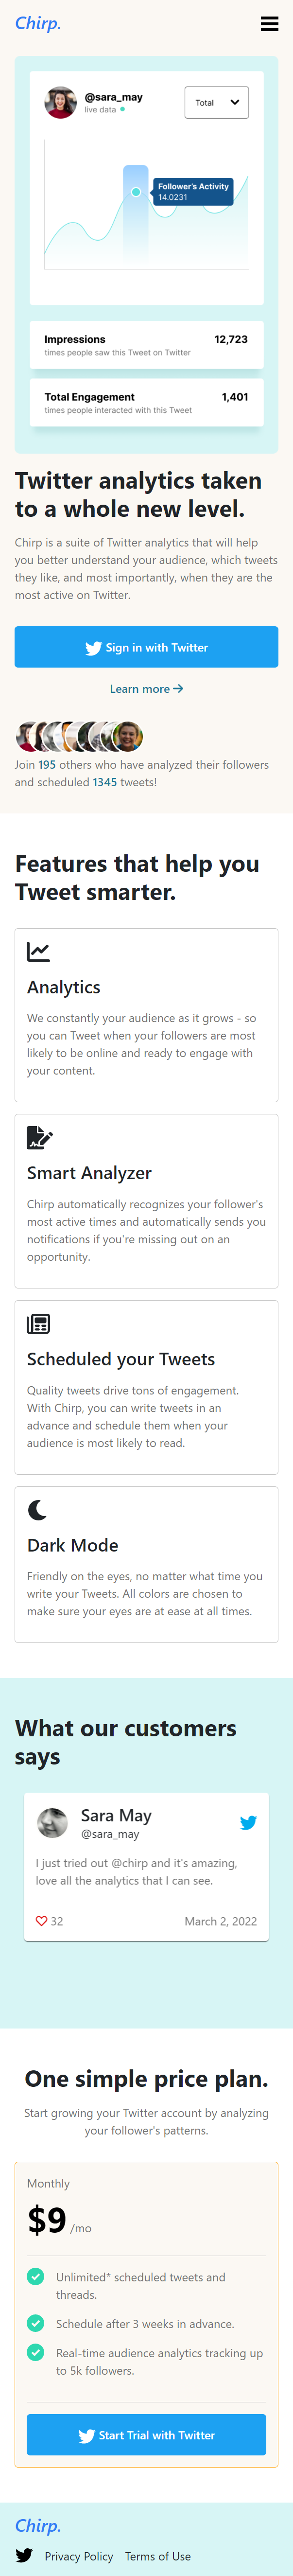 Chirp.
@sara_may
live data
Total
Follower's Activity
14.0231
Impressions
12,723
times people saw this Tweet on Twitter
Total Engagement
1,401
times people interacted with this Tweet
Twitter analytics taken
to a whole new level.
Chirp is a suite of Twitter analytics that will help
you better understand your audience, which tweets
they like, and most importantly, when they are the
most active on Twitter.
Sign in with Twitter
Learn more
Join 195 others who have analyzed their followers
and scheduled 1345 tweets!
Features that help you
Tweet smarter.
Analytics
We constantly your audience as it grows - so
you can Tweet when your followers are most
likely to be online and ready to engage with
your content.
Smart Analyzer
Chirp automatically recognizes your follower's
most active times and automatically sends you
notifications if you're missing out on an
opportunity.
Scheduled your Tweets
Quality tweets drive tons of engagement.
With Chirp, you can write tweets in an
advance and schedule them when your
audience is most likely to read.
Dark Mode
Friendly on the eyes, no matter what time you
write your Tweets. All colors are chosen to
make sure your eyes are at ease at all times.
What our customers
says
Sara May
@sara_may
I just tried out @chirp and it's amazing,
love all the analytics that I can see.
32
March 2, 2022
One simple price plan.
Start growing your Twitter account by analyzing
your follower's patterns.
Monthly
$9 /mo
Unlimited* scheduled tweets and
threads.
Schedule after 3 weeks in advance.
Real-time audience analytics tracking up
to 5k followers.
Start Trial with Twitter
Chirp.
Privacy Policy
Terms of Use